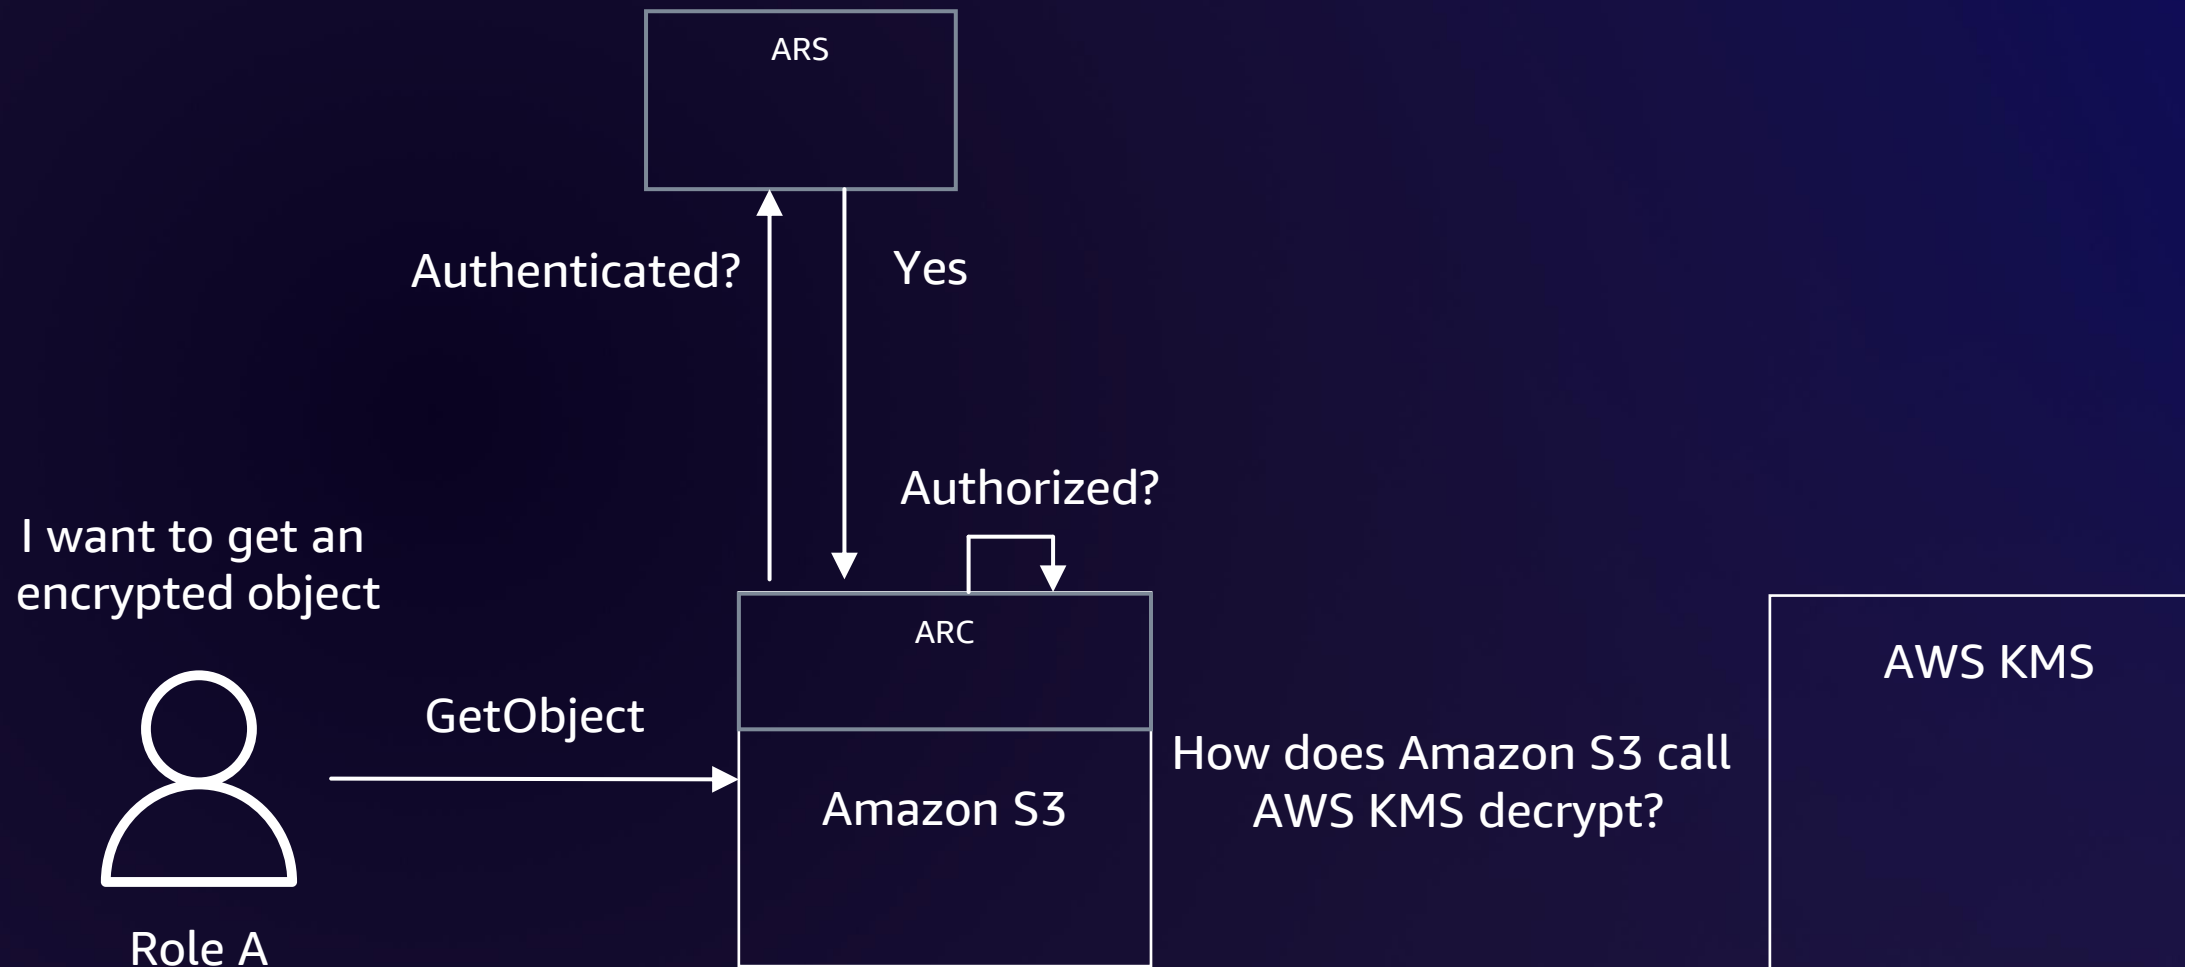 ARS
Authenticated?
Yes
Authorized?
I want to get an
encrypted object
ARC
AWS KMS
GetObject
How does Amazon S3 call
AWS KMS decrypt?
Amazon S3
Role A